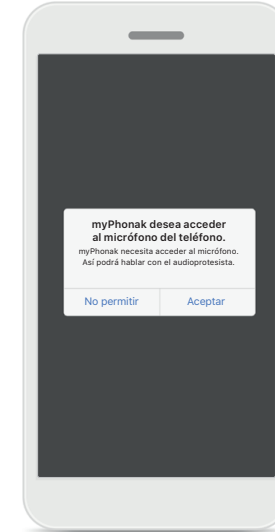 myPhonak desea acceder
al micrófono del teléfono.
myPhonak necesita acceder al micrófono.
Así podrá hablar con el audioprotesista.
No permitir
Aceptar